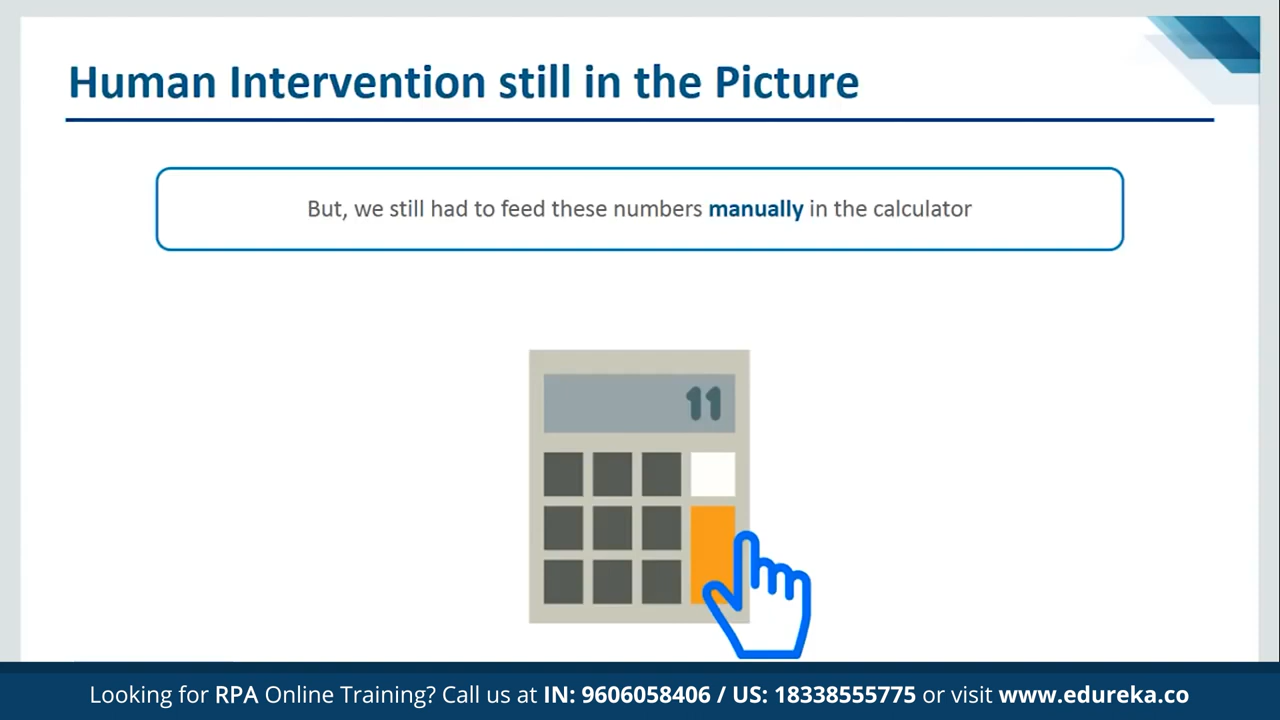 Human Intervention still in the Picture
But, we still had to feed these numbers manually in the calculator
11
Looking for RPA Online Training? Call us at IN: 9606058406 / US: 18338555775 or visit www.edureka.co